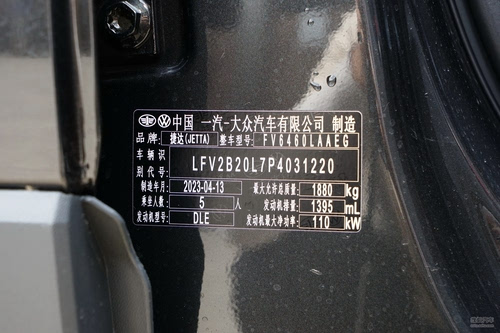 中国 一汽-大众汽车有限公司 制造
品牌: 捷达(JETTA) 整车型号: FV6460LAAEG
车辆识别代号: LFV2B20L7P4031220
制造年月: 2023-04-13 最大允许总质量: 1880 kg
乘坐人数: 5 人 发动机排量: 1395 mL
发动机型号: DLE 发动机最大净功率: 110 kW